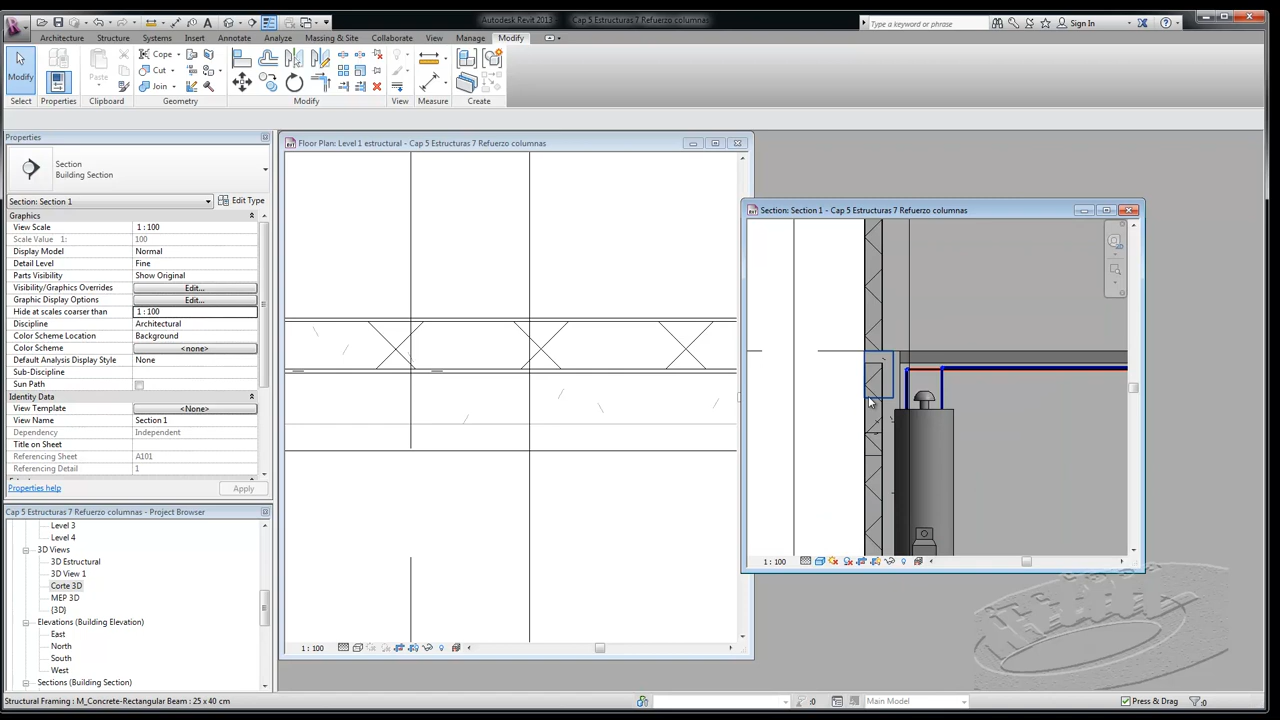 Autodesk Revit 2013 - Cap 5 Estructuras 7 Refuerzo columnas
Type a keyword or phrase
Sign In
Architecture Structure Systems Insert Annotate Analyze Massing & Site Collaborate View Manage Modify
Modify
Paste
Cope
Cut
Join
Select Properties Clipboard Geometry Modify View Measure Create
Properties
Section
Building Section
Section: Section 1
Edit Type
Graphics
View Scale 1 : 100
Scale Value 1: 100
Display Model Normal
Detail Level Fine
Parts Visibility Show Original
Visibility/Graphics Overrides Edit...
Graphic Display Options Edit...
Hide at scales coarser than 1 : 100
Discipline Architectural
Color Scheme Location Background
Color Scheme <none>
Default Analysis Display Style None
Sub-Discipline
Sun Path
Identity Data
View Template <None>
View Name Section 1
Dependency Independent
Title on Sheet
Referencing Sheet A101
Referencing Detail 1
Properties help
Apply
Cap 5 Estructuras 7 Refuerzo columnas - Project Browser
Level 3
Level 4
3D Views
3D Estructural
3D View 1
Corte 3D
MEP 3D
{3D}
Elevations (Building Elevation)
East
North
South
West
Sections (Building Section)
Floor Plan: Level 1 estructural - Cap 5 Estructuras 7 Refuerzo columnas
1 : 100
Section: Section 1 - Cap 5 Estructuras 7 Refuerzo columnas
1 : 100
Structural Framing : M_Concrete-Rectangular Beam : 25 x 40 cm
:0
Main Model
Press & Drag
:0